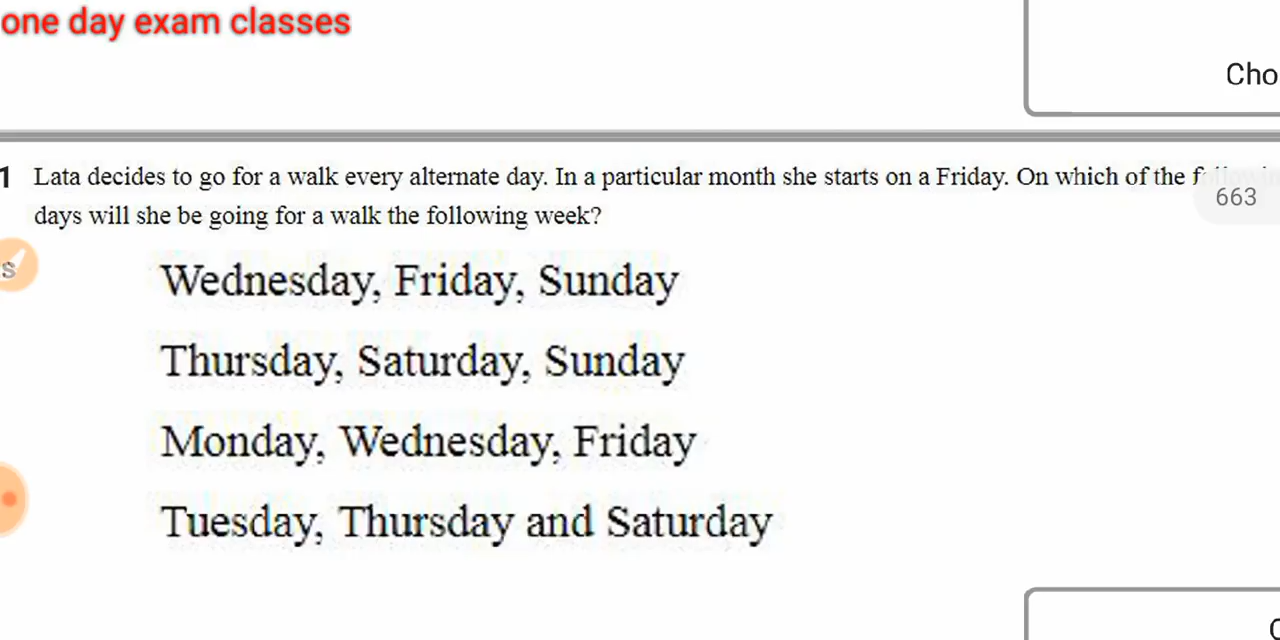 one day exam classes
Cho
1 Lata decides to go for a walk every alternate day. In a particular month she starts on a Friday. On which of the
663
days will she be going for a walk the following week?
s
Wednesday, Friday, Sunday
Thursday, Saturday, Sunday
Monday, Wednesday, Friday
Tuesday, Thursday and Saturday